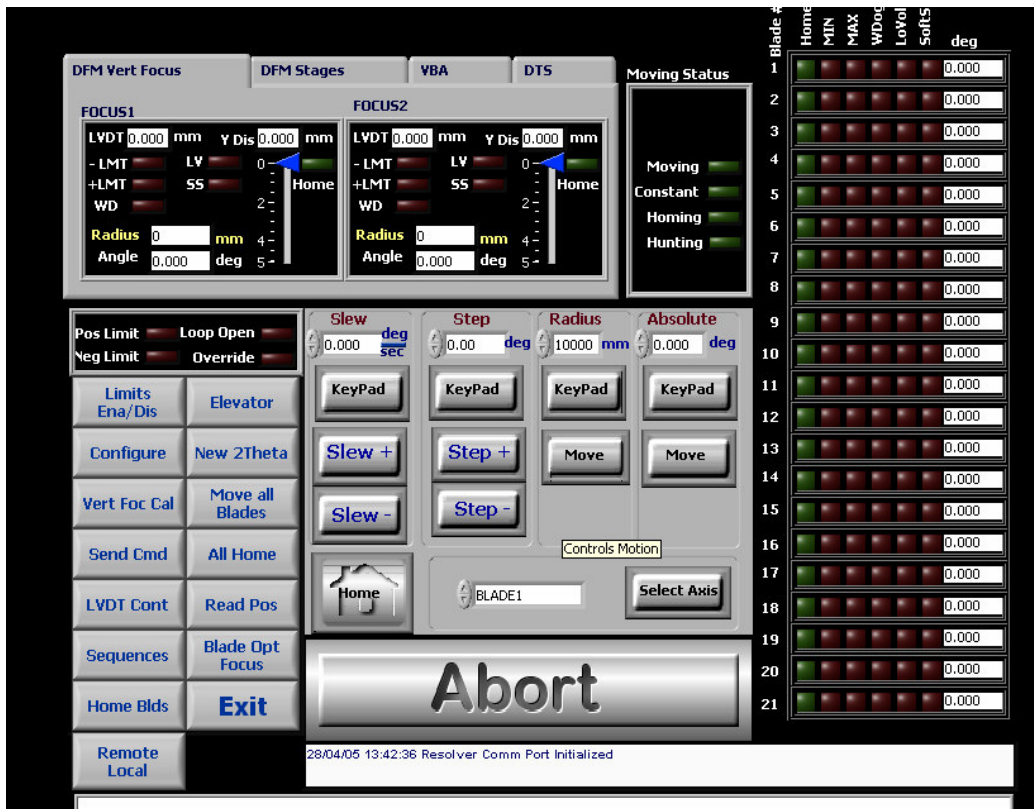 Blade #
Home
MIN
MAX
WDog
LoVol
SoftS
deg
DFM Vert Focus
DFM Stages
VBA
DTS
Moving Status
FOCUS1
LVDT 0.000 mm Y Dis 0.000 mm
- LMT LV 0
+LMT SS Home
WD 2
Radius 0 mm 4
Angle 0.000 deg 5
FOCUS2
LVDT 0.000 mm Y Dis 0.000 mm
- LMT LV 0
+LMT SS Home
WD 2
Radius 0 mm 4
Angle 0.000 deg 5
Moving
Constant
Homing
Hunting
1 0.000
2 0.000
3 0.000
4 0.000
5 0.000
6 0.000
7 0.000
8 0.000
9 0.000
10 0.000
11 0.000
12 0.000
13 0.000
14 0.000
15 0.000
16 0.000
17 0.000
18 0.000
19 0.000
20 0.000
21 0.000
Pos Limit Loop Open
Neg Limit Override
Slew
0.000 deg
sec
KeyPad
Slew +
Slew -
Step
0.00 deg
KeyPad
Step +
Step -
Radius
10000 mm
KeyPad
Move
Absolute
0.000 deg
KeyPad
Move
Controls Motion
Home
BLADE1
Select Axis
Limits
Ena/Dis
Elevator
Configure
New 2Theta
Vert Foc Cal
Move all
Blades
Send Cmd
All Home
LVDT Cont
Read Pos
Sequences
Blade Opt
Focus
Home Blds
Exit
Remote
Local
Abort
28/04/05 13:42:36 Resolver Comm Port Initialized